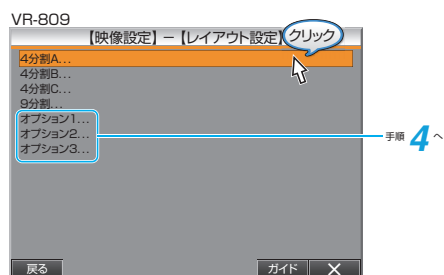 VR-809
【映像設定】－【レイアウト設定】
クリック
4分割A...
4分割B...
4分割C...
9分割...
オプション1...
オプション2...
オプション3...
手順 4 へ
戻る
ガイド ×